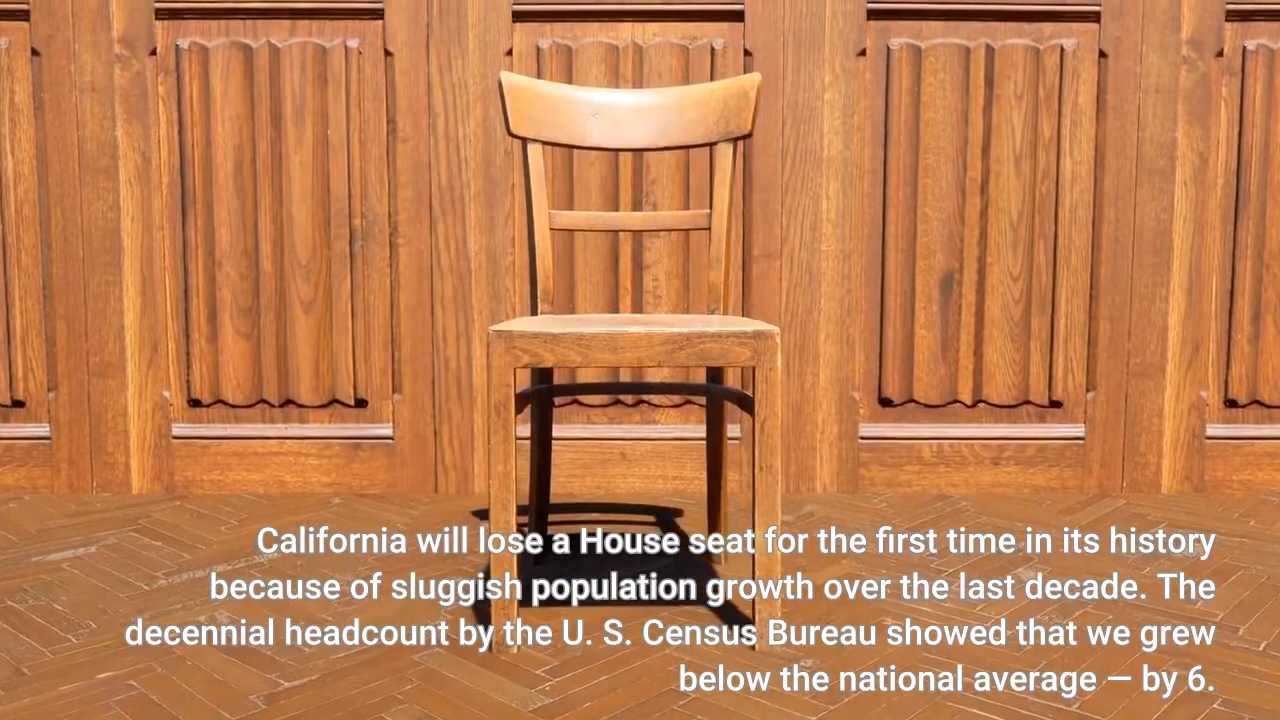 California will lose a House seat for the first time in its history
because of sluggish population growth over the last decade. The
decennial headcount by the U. S. Census Bureau showed that we grew
below the national average — by 6.